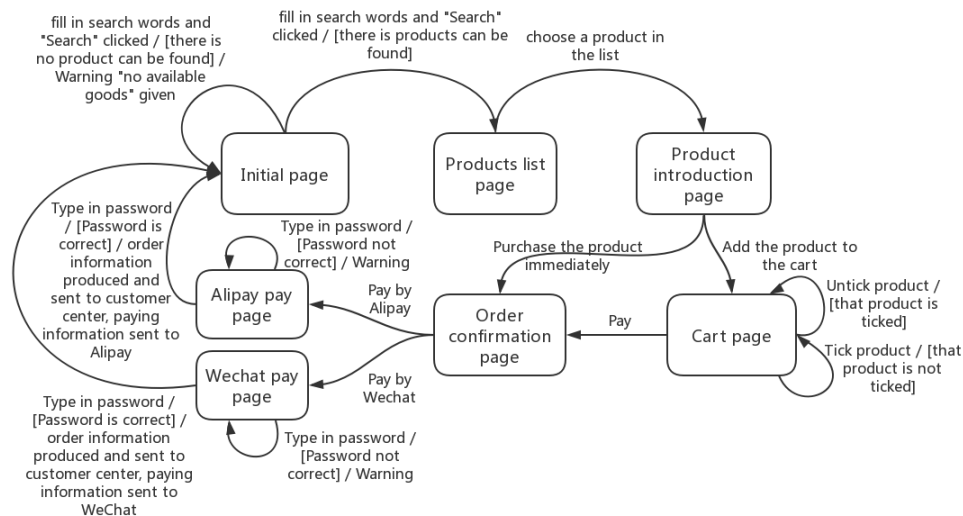 fill in search words and
"Search" clicked / [there is
no product can be found] /
Warning "no available
goods" given
fill in search words and "Search"
clicked / [there is products can be
found]
choose a product in
the list
Initial page
Products list
page
Product
introduction
page
Type in password
/ [Password is
correct] / order
information
produced and
sent to customer
center, paying
information sent to
Alipay
Type in password /
[Password not
correct] / Warning
Purchase the product
immediately
Add the product to
the cart
Untick product /
[that product is
ticked]
Alipay pay
page
Pay by
Alipay
Order
confirmation
page
Pay
Cart page
Tick product / [that
product is not
ticked]
Wechat pay
page
Pay by
Wechat
Type in password /
[Password is correct] /
order information
produced and sent to
customer center, paying
information sent to
WeChat
Type in password /
[Password not
correct] / Warning